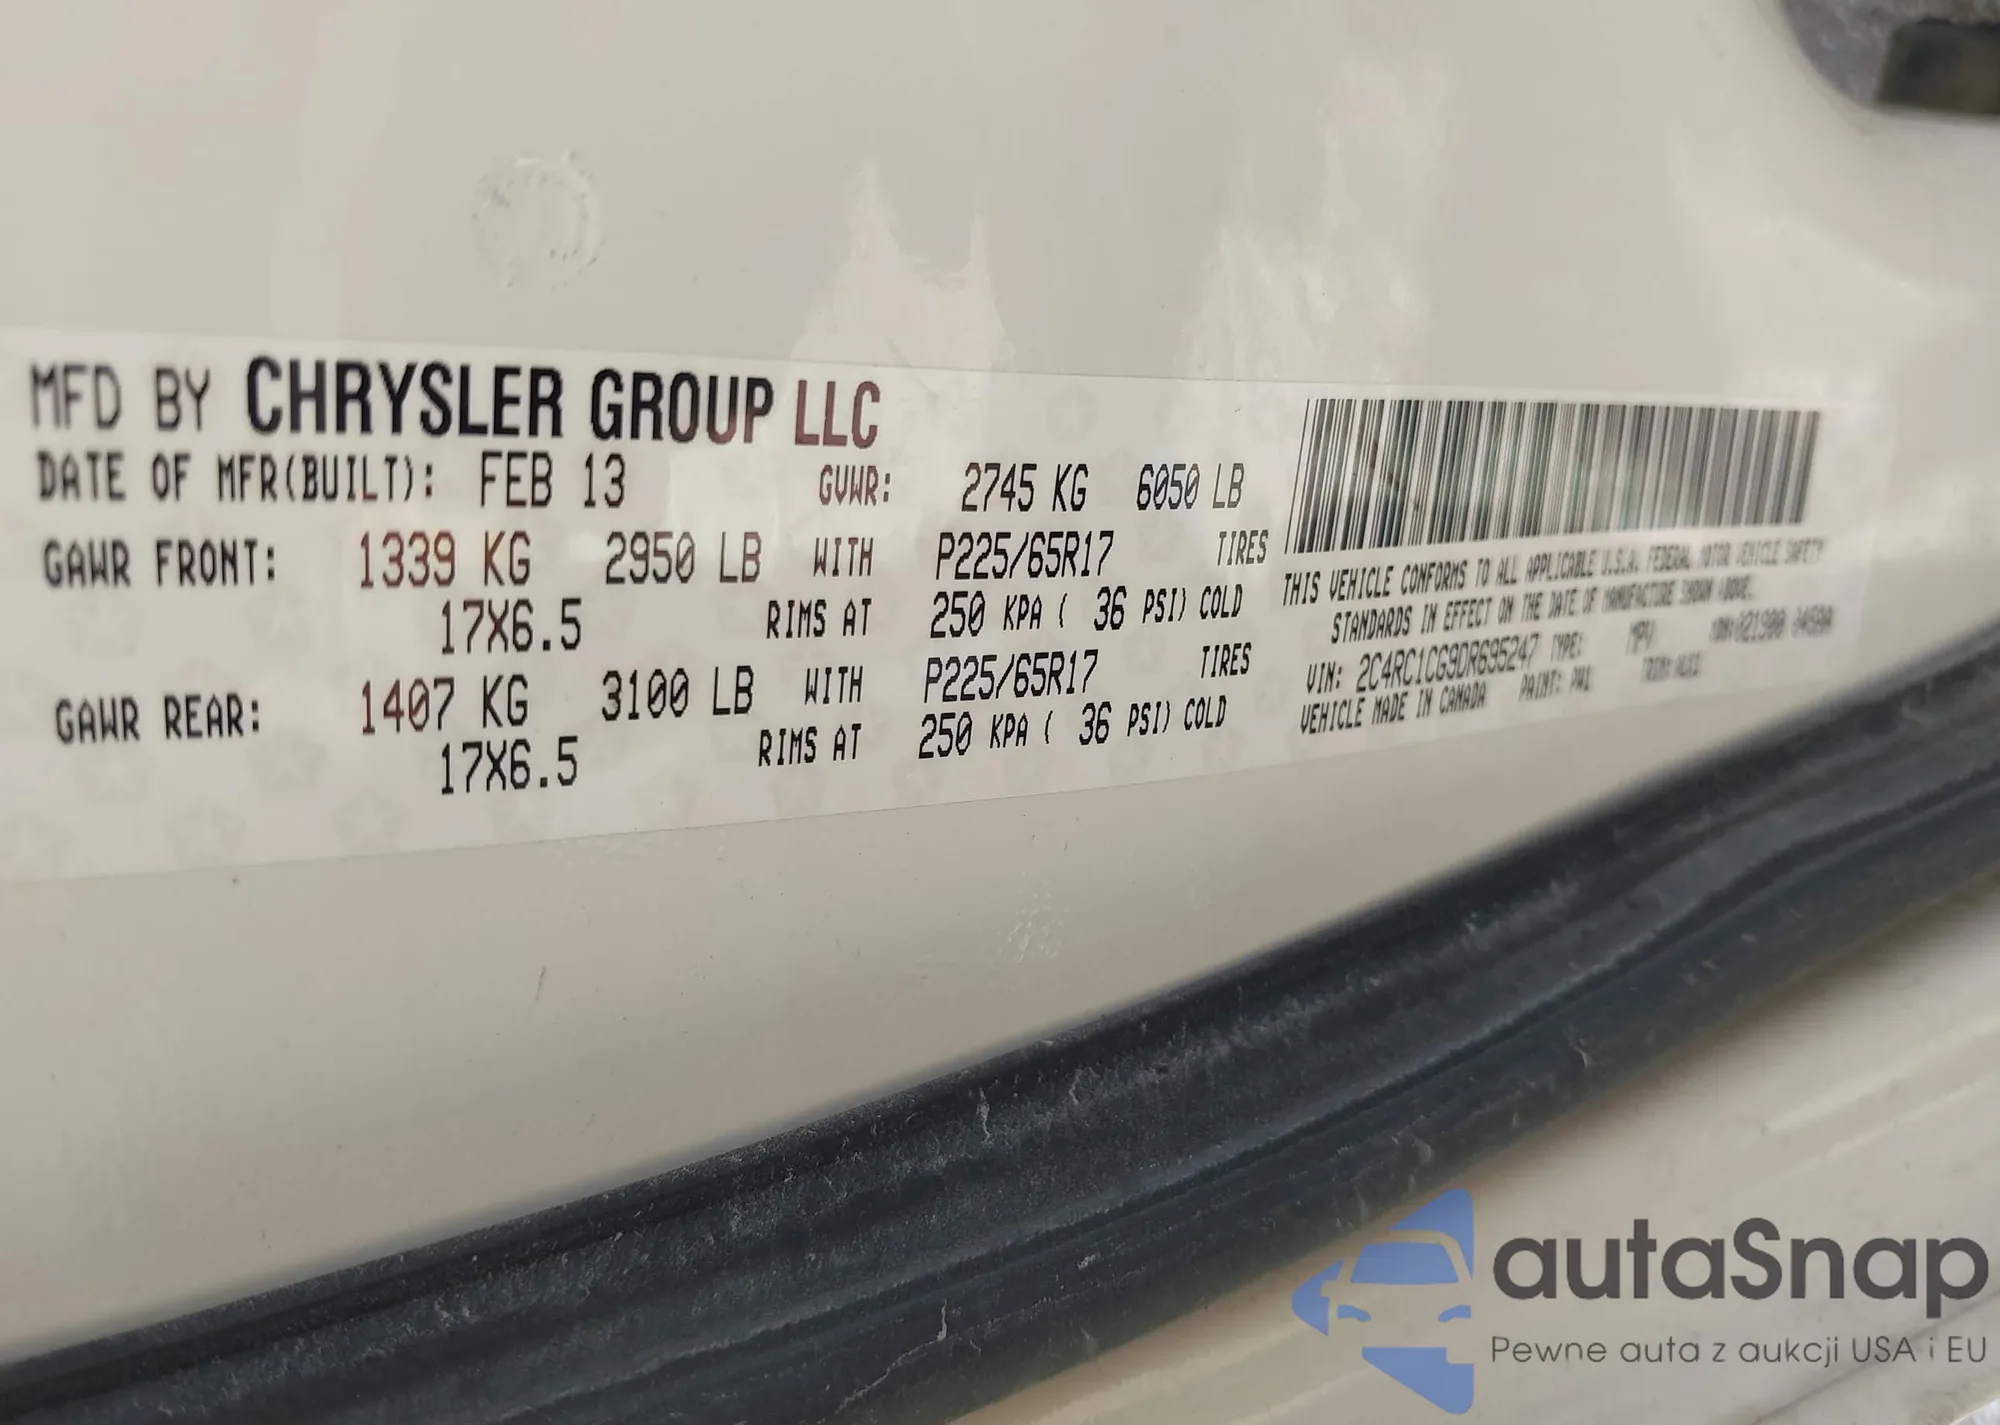 MFD BY CHRYSLER GROUP LLC
DATE OF MFR(BUILT): FEB 13 GVWR: 2745 KG 6050 LB
GAWR FRONT: 1339 KG 2950 LB WITH P225/65R17 TIRES
17X6.5 RIMS AT 250 KPA ( 36 PSI) COLD
GAWR REAR: 1407 KG 3100 LB WITH P225/65R17 TIRES
17X6.5 RIMS AT 250 KPA ( 36 PSI) COLD
THIS VEHICLE CONFORMS TO ALL APPLICABLE U.S.A. FEDERAL MOTOR VEHICLE SAFETY
STANDARDS IN EFFECT ON THE DATE OF MANUFACTURE SHOWN ABOVE.
VIN: 2C4RC1CG9DR695247 TYPE: MPV
VEHICLE MADE IN CANADA PAINT: PW1
autaSnap
Pewne auta z aukcji USA i EU